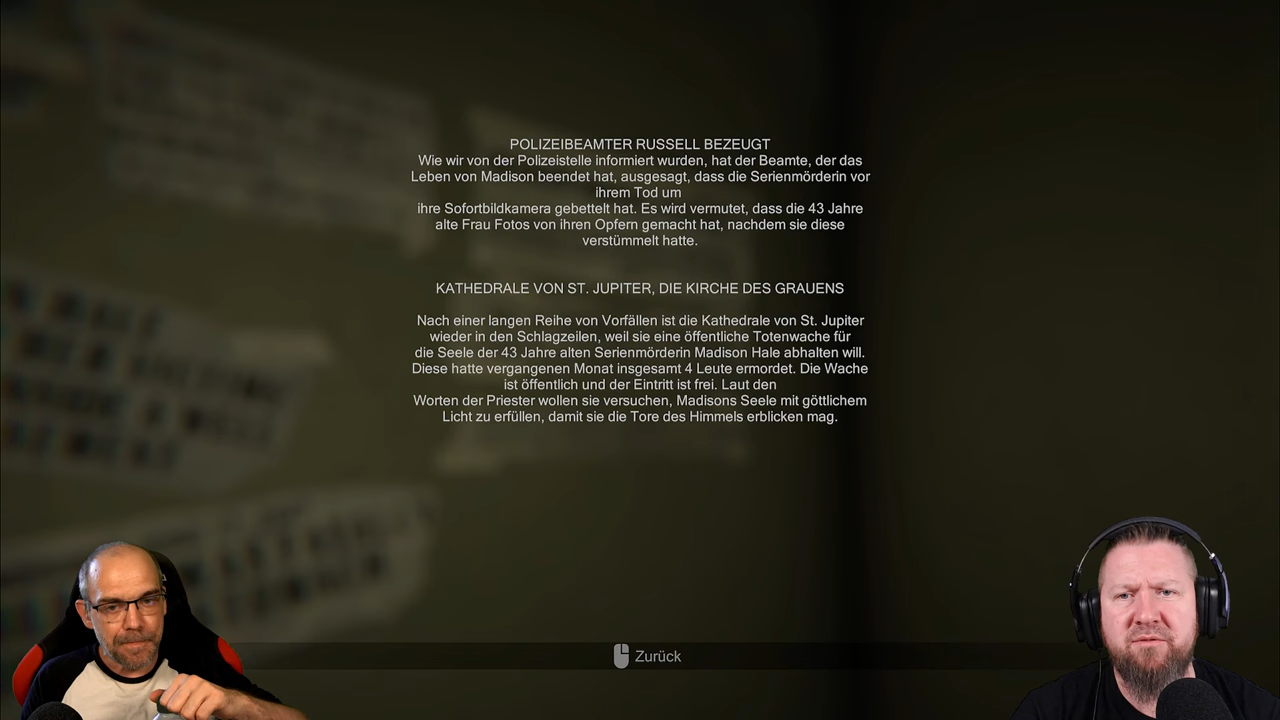 POLIZEIBEAMTER RUSSELL BEZEUGT
Wie wir von der Polizeistelle informiert wurden, hat der Beamte, der das
Leben von Madison beendet hat, ausgesagt, dass die Serienmörderin vor
ihrem Tod um
ihre Sofortbildkamera gebettelt hat. Es wird vermutet, dass die 43 Jahre
alte Frau Fotos von ihren Opfern gemacht hat, nachdem sie diese
verstümmelt hatte.
KATHEDRALE VON ST. JUPITER, DIE KIRCHE DES GRAUENS
Nach einer langen Reihe von Vorfällen ist die Kathedrale von St. Jupiter
wieder in den Schlagzeilen, weil sie eine öffentliche Totenwache für
die Seele der 43 Jahre alten Serienmörderin Madison Hale abhalten will.
Diese hatte vergangenen Monat insgesamt 4 Leute ermordet. Die Wache
ist öffentlich und der Eintritt ist frei. Laut den
Worten der Priester wollen sie versuchen, Madisons Seele mit göttlichem
Licht zu erfüllen, damit sie die Tore des Himmels erblicken mag.
Zurück